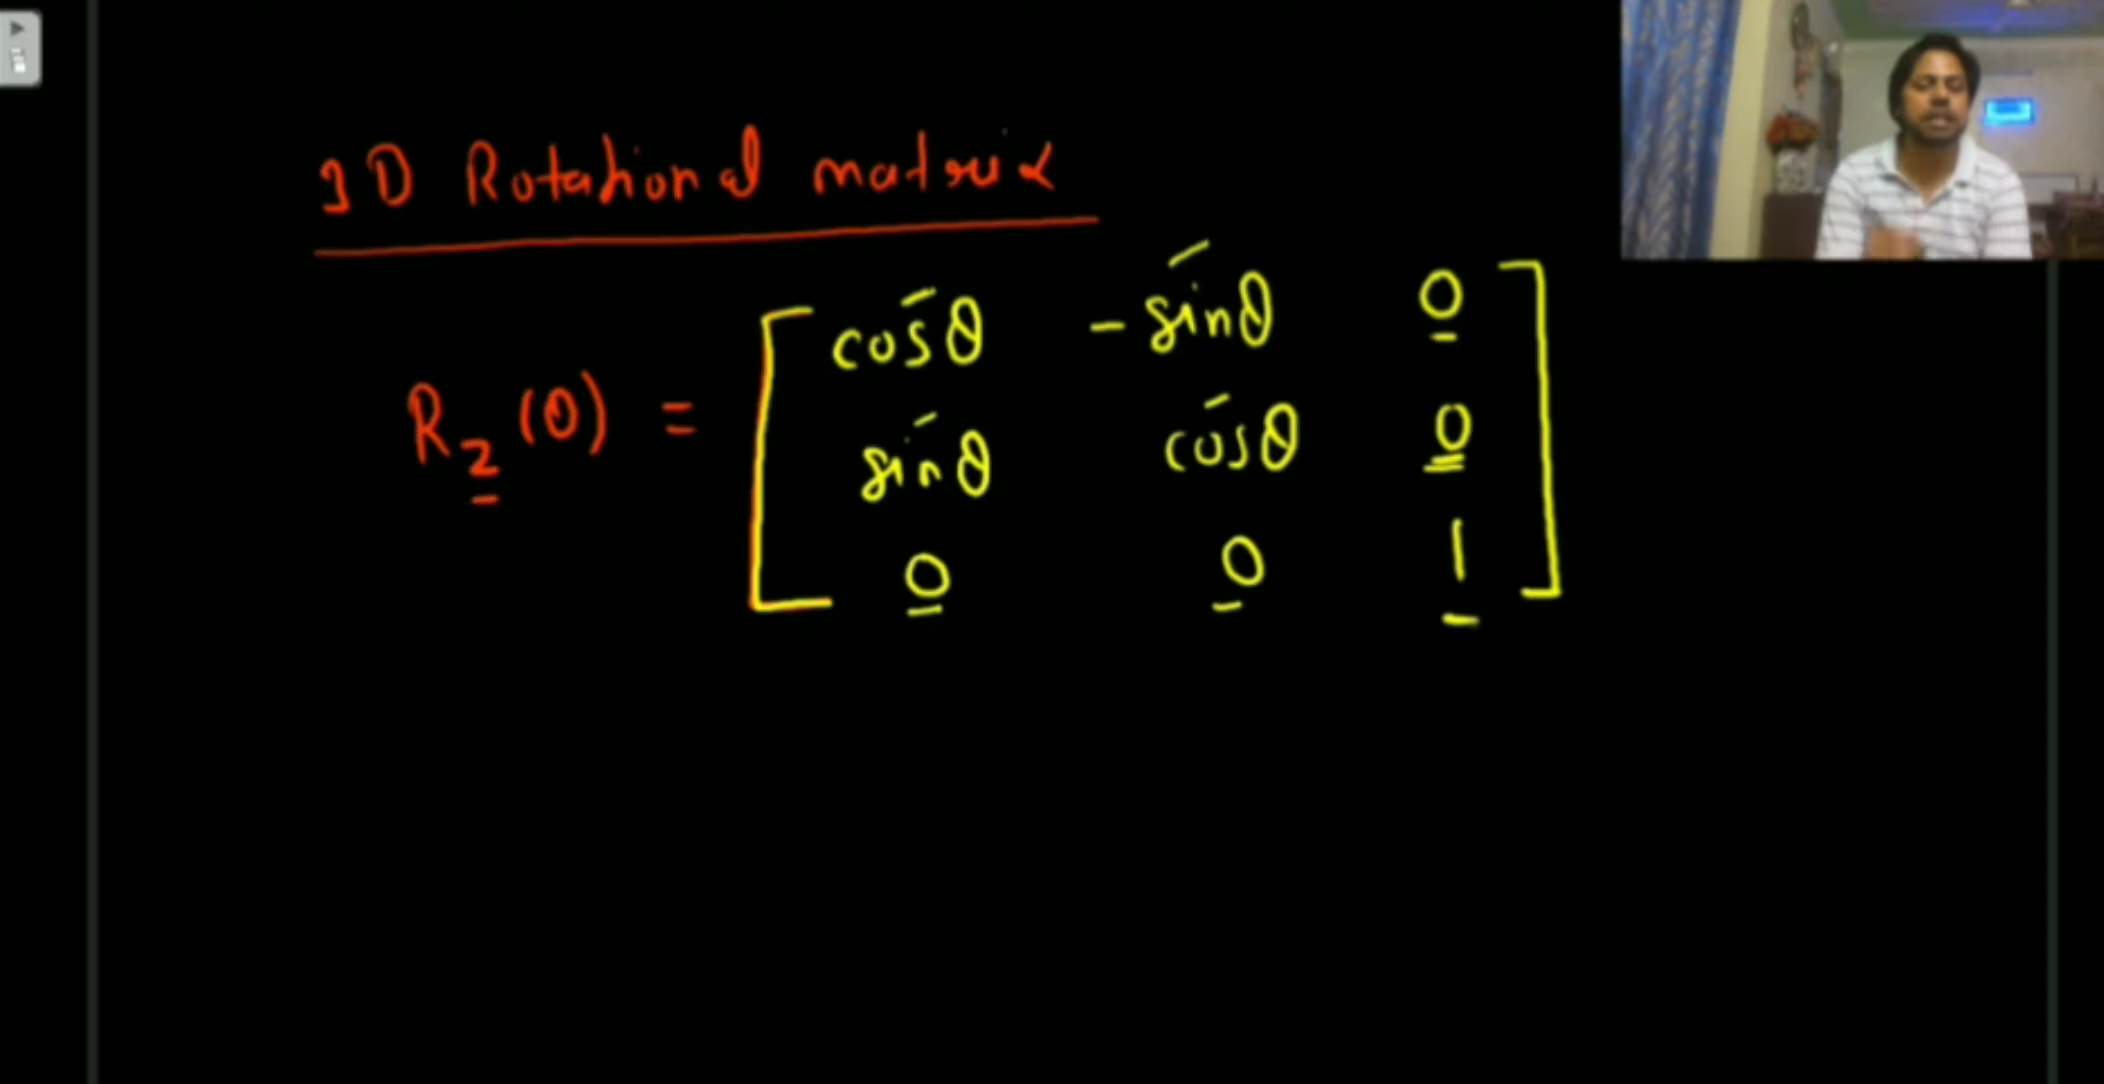 3D Rotational matrix
R_z (θ) = [ cosθ -sinθ 0
sinθ cosθ 0
0 0 1 ]